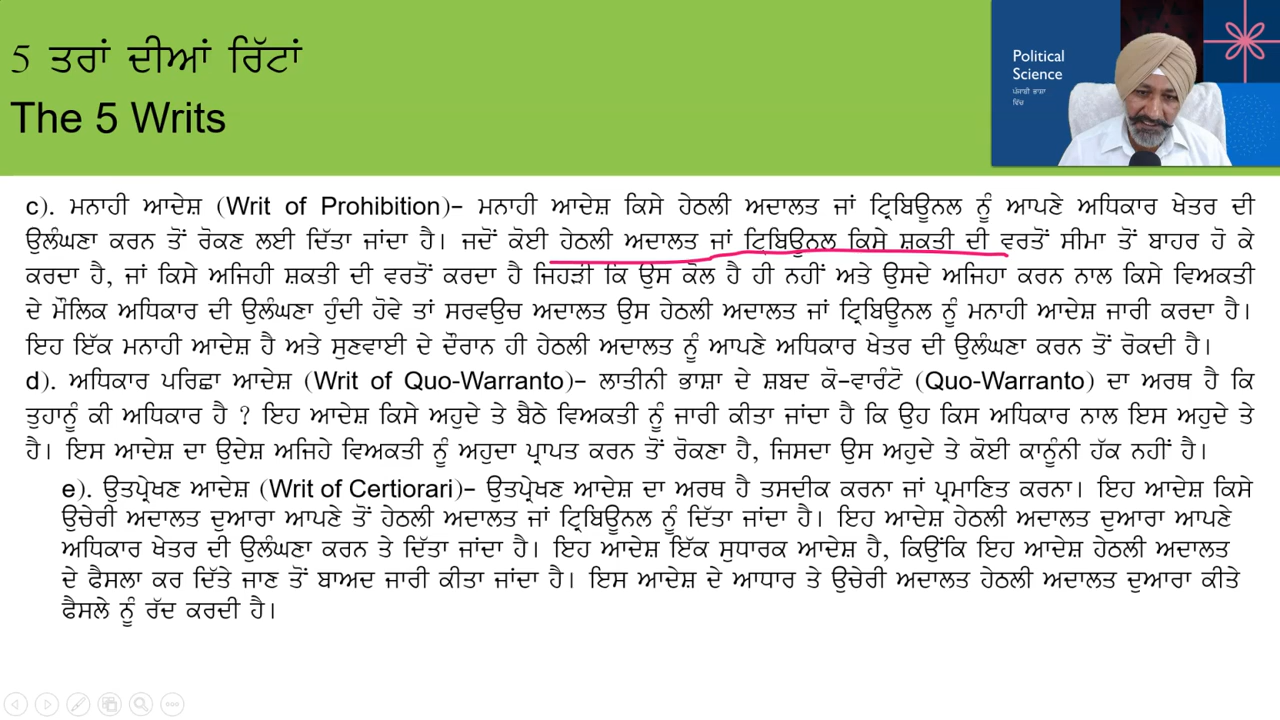 5 ਤਰਾਂ ਦੀਆਂ ਰਿੱਟਾਂ
The 5 Writs
Political
Science
ਪੰਜਾਬੀ ਭਾਸ਼ਾ
ਵਿੱਚ
c). ਮਨਾਹੀ ਆਦੇਸ਼ (Writ of Prohibition)- ਮਨਾਹੀ ਆਦੇਸ਼ ਕਿਸੇ ਹੇਠਲੀ ਅਦਾਲਤ ਜਾਂ ਟ੍ਰਿਬਿਊਨਲ ਨੂੰ ਆਪਣੇ ਅਧਿਕਾਰ ਖੇਤਰ ਦੀ
ਉਲੰਘਣਾ ਕਰਨ ਤੋਂ ਰੋਕਣ ਲਈ ਦਿੱਤਾ ਜਾਂਦਾ ਹੈ। ਜਦੋਂ ਕੋਈ ਹੇਠਲੀ ਅਦਾਲਤ ਜਾਂ ਟ੍ਰਿਬਿਊਨਲ ਕਿਸੇ ਸ਼ਕਤੀ ਦੀ ਵਰਤੋਂ ਸੀਮਾ ਤੋਂ ਬਾਹਰ ਹੋ ਕੇ
ਕਰਦਾ ਹੈ, ਜਾਂ ਕਿਸੇ ਅਜਿਹੀ ਸ਼ਕਤੀ ਦੀ ਵਰਤੋਂ ਕਰਦਾ ਹੈ ਜਿਹੜੀ ਕਿ ਉਸ ਕੋਲ ਹੈ ਹੀ ਨਹੀਂ ਅਤੇ ਉਸਦੇ ਅਜਿਹਾ ਕਰਨ ਨਾਲ ਕਿਸੇ ਵਿਅਕਤੀ
ਦੇ ਮੌਲਿਕ ਅਧਿਕਾਰ ਦੀ ਉਲੰਘਣਾ ਹੁੰਦੀ ਹੋਵੇ ਤਾਂ ਸਰਵਉਚ ਅਦਾਲਤ ਉਸ ਹੇਠਲੀ ਅਦਾਲਤ ਜਾਂ ਟ੍ਰਿਬਿਊਨਲ ਨੂੰ ਮਨਾਹੀ ਆਦੇਸ਼ ਜਾਰੀ ਕਰਦਾ ਹੈ।
ਇਹ ਇੱਕ ਮਨਾਹੀ ਆਦੇਸ਼ ਹੈ ਅਤੇ ਸੁਣਵਾਈ ਦੇ ਦੌਰਾਨ ਹੀ ਹੇਠਲੀ ਅਦਾਲਤ ਨੂੰ ਆਪਣੇ ਅਧਿਕਾਰ ਖੇਤਰ ਦੀ ਉਲੰਘਣਾ ਕਰਨ ਤੋਂ ਰੋਕਦੀ ਹੈ।
d). ਅਧਿਕਾਰ ਪਰਿਛਾ ਆਦੇਸ਼ (Writ of Quo-Warranto)- ਲਾਤੀਨੀ ਭਾਸ਼ਾ ਦੇ ਸ਼ਬਦ ਕੋ-ਵਾਰੰਟੋ (Quo-Warranto) ਦਾ ਅਰਥ ਹੈ ਕਿ
ਤੁਹਾਨੂੰ ਕੀ ਅਧਿਕਾਰ ਹੈ ? ਇਹ ਆਦੇਸ਼ ਕਿਸੇ ਅਹੁਦੇ ਤੇ ਬੈਠੇ ਵਿਅਕਤੀ ਨੂੰ ਜਾਰੀ ਕੀਤਾ ਜਾਂਦਾ ਹੈ ਕਿ ਉਹ ਕਿਸ ਅਧਿਕਾਰ ਨਾਲ ਇਸ ਅਹੁਦੇ ਤੇ
ਹੈ। ਇਸ ਆਦੇਸ਼ ਦਾ ਉਦੇਸ਼ ਅਜਿਹੇ ਵਿਅਕਤੀ ਨੂੰ ਅਹੁਦਾ ਪ੍ਰਾਪਤ ਕਰਨ ਤੋਂ ਰੋਕਣਾ ਹੈ, ਜਿਸਦਾ ਉਸ ਅਹੁਦੇ ਤੇ ਕੋਈ ਕਾਨੂੰਨੀ ਹੱਕ ਨਹੀਂ ਹੈ।
e). ਉਤਪ੍ਰੇਖਣ ਆਦੇਸ਼ (Writ of Certiorari)- ਉਤਪ੍ਰੇਖਣ ਆਦੇਸ਼ ਦਾ ਅਰਥ ਹੈ ਤਸਦੀਕ ਕਰਨਾ ਜਾਂ ਪ੍ਰਮਾਣਿਤ ਕਰਨਾ। ਇਹ ਆਦੇਸ਼ ਕਿਸੇ
ਉਚੇਰੀ ਅਦਾਲਤ ਦੁਆਰਾ ਆਪਣੇ ਤੋਂ ਹੇਠਲੀ ਅਦਾਲਤ ਜਾਂ ਟ੍ਰਿਬਿਊਨਲ ਨੂੰ ਦਿੱਤਾ ਜਾਂਦਾ ਹੈ। ਇਹ ਆਦੇਸ਼ ਹੇਠਲੀ ਅਦਾਲਤ ਦੁਆਰਾ ਆਪਣੇ
ਅਧਿਕਾਰ ਖੇਤਰ ਦੀ ਉਲੰਘਣਾ ਕਰਨ ਤੇ ਦਿੱਤਾ ਜਾਂਦਾ ਹੈ। ਇਹ ਆਦੇਸ਼ ਇੱਕ ਸੁਧਾਰਕ ਆਦੇਸ਼ ਹੈ, ਕਿਉਂਕਿ ਇਹ ਆਦੇਸ਼ ਹੇਠਲੀ ਅਦਾਲਤ
ਦੇ ਫੈਸਲਾ ਕਰ ਦਿੱਤੇ ਜਾਣ ਤੋਂ ਬਾਅਦ ਜਾਰੀ ਕੀਤਾ ਜਾਂਦਾ ਹੈ। ਇਸ ਆਦੇਸ਼ ਦੇ ਆਧਾਰ ਤੇ ਉਚੇਰੀ ਅਦਾਲਤ ਹੇਠਲੀ ਅਦਾਲਤ ਦੁਆਰਾ ਕੀਤੇ
ਫੈਸਲੇ ਨੂੰ ਰੱਦ ਕਰਦੀ ਹੈ।